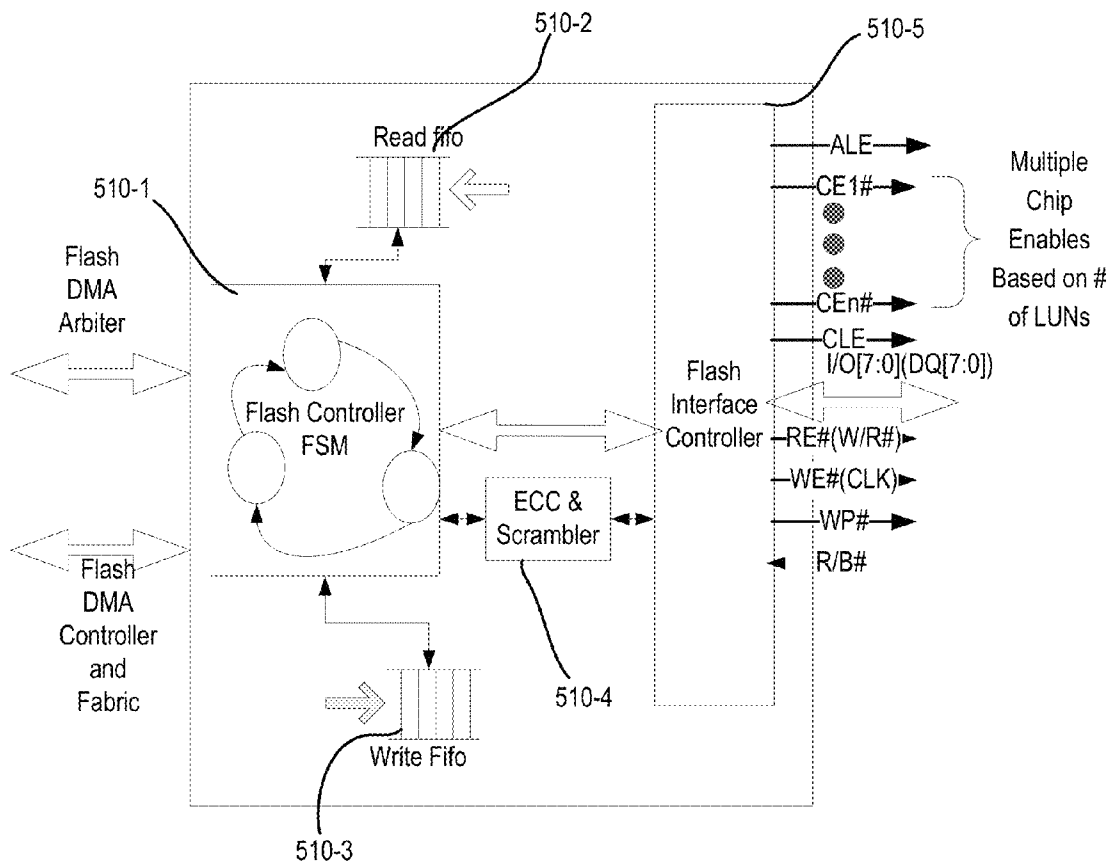 510-2
510-5
Read fifo
510-1
ALE
CE1#
Multiple
Chip
Enables
Based on #
of LUNs
Flash
DMA
Arbiter
CEn#
CLE
I/O[7:0](DQ[7:0])
Flash Controller
FSM
Flash
Interface
Controller
RE#(W/R#)
WE#(CLK)
ECC &
Scrambler
WP#
R/B#
Flash
DMA
Controller
and
Fabric
510-4
Write Fifo
510-3